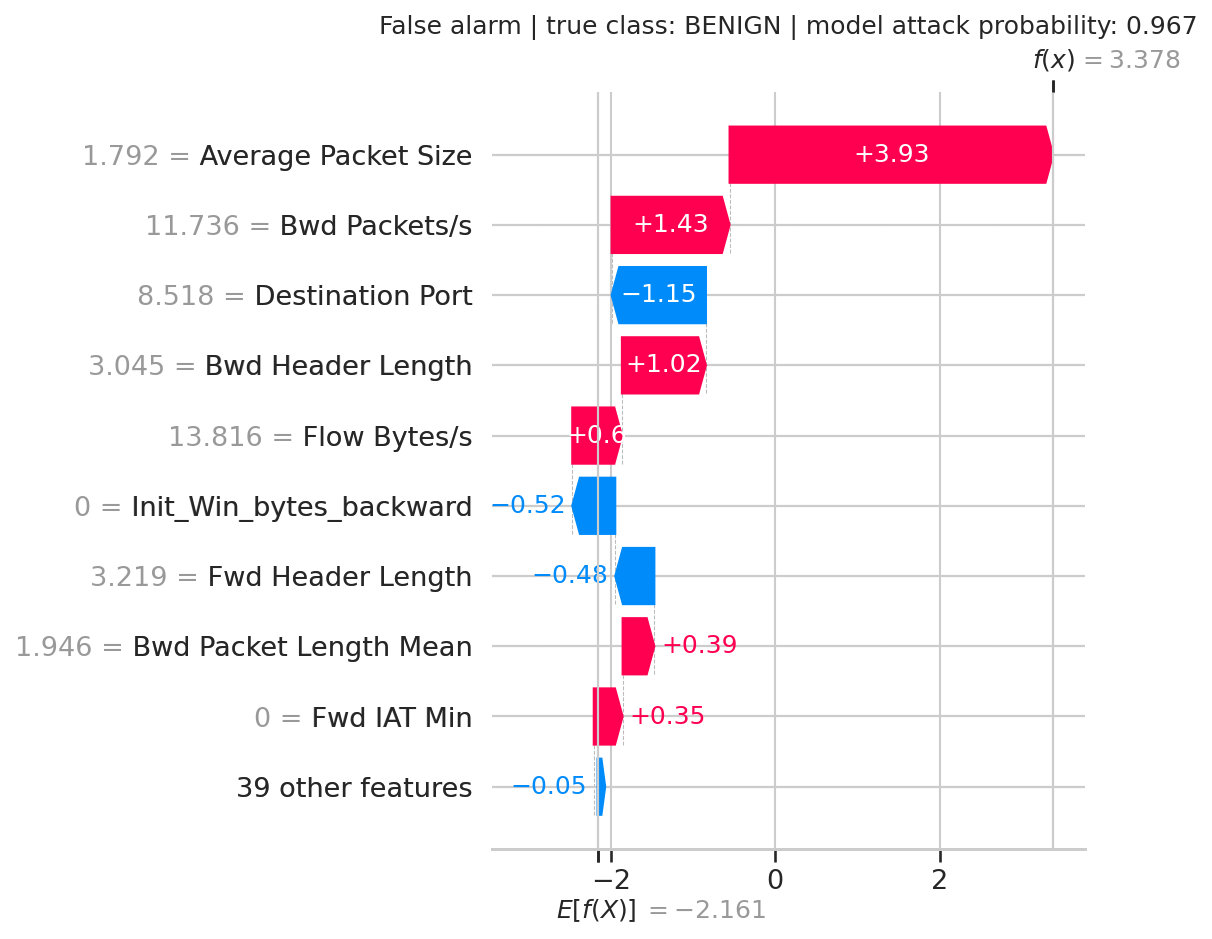 False alarm | true class: BENIGN | model attack probability: 0.967
f(x) = 3.378
1.792 = Average Packet Size
+3.93
11.736 = Bwd Packets/s
+1.43
8.518 = Destination Port
−1.15
3.045 = Bwd Header Length
+1.02
13.816 = Flow Bytes/s
+0.6
0 = Init_Win_bytes_backward
−0.52
3.219 = Fwd Header Length
−0.48
1.946 = Bwd Packet Length Mean
+0.39
0 = Fwd IAT Min
+0.35
39 other features
−0.05
−2 0 2
E[f(X)] = −2.161